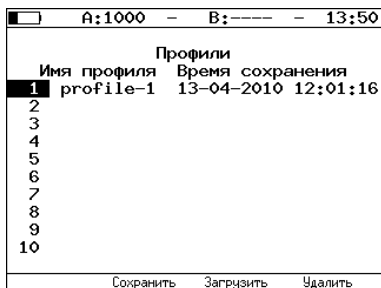 A:1000 – B:---- – 13:50
Профили
Имя профиля Время сохранения
1 profile-1 13-04-2010 12:01:16
2
3
4
5
6
7
8
9
10
Сохранить Загрузить Удалить